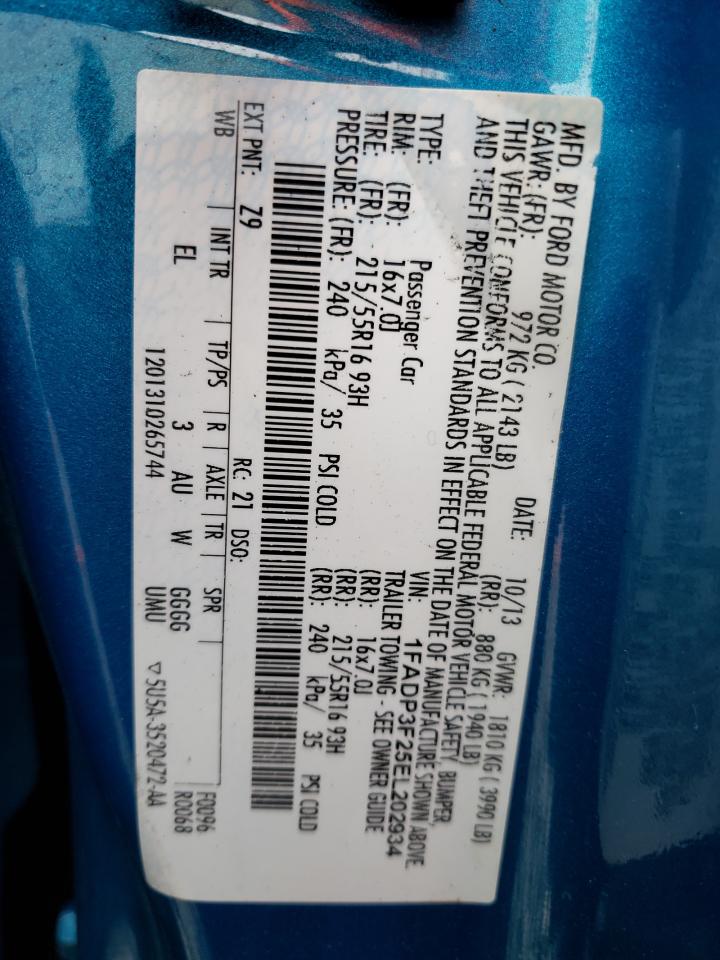 MFD. BY FORD MOTOR CO.
DATE: 10/13 GVWR: 1810 KG ( 3990 LB)
GAWR: (FR): 972 KG ( 2143 LB) (RR): 880 KG ( 1940 LB)
THIS VEHICLE CONFORMS TO ALL APPLICABLE FEDERAL MOTOR VEHICLE SAFETY, BUMPER,
AND THEFT PREVENTION STANDARDS IN EFFECT ON THE DATE OF MANUFACTURE SHOWN ABOVE.
VIN: 1FADP3F25EL202934
TYPE: Passenger Car TRAILER TOWING - SEE OWNER GUIDE
RIM: (FR): 16x7.0J (RR): 16x7.0J
TIRE: (FR): 215/55R16 93H (RR): 215/55R16 93H
PRESSURE: (FR): 240 kPa/ 35 PSI COLD (RR): 240 kPa/ 35 PSI COLD
EXT PNT: Z9 RC: 21 DSO:
WB INT TR TP/PS R AXLE TR SPR F0096
EL 3 AU W GGGG R0068
1201310265744 UMU ▽5U5A-3520472-AA